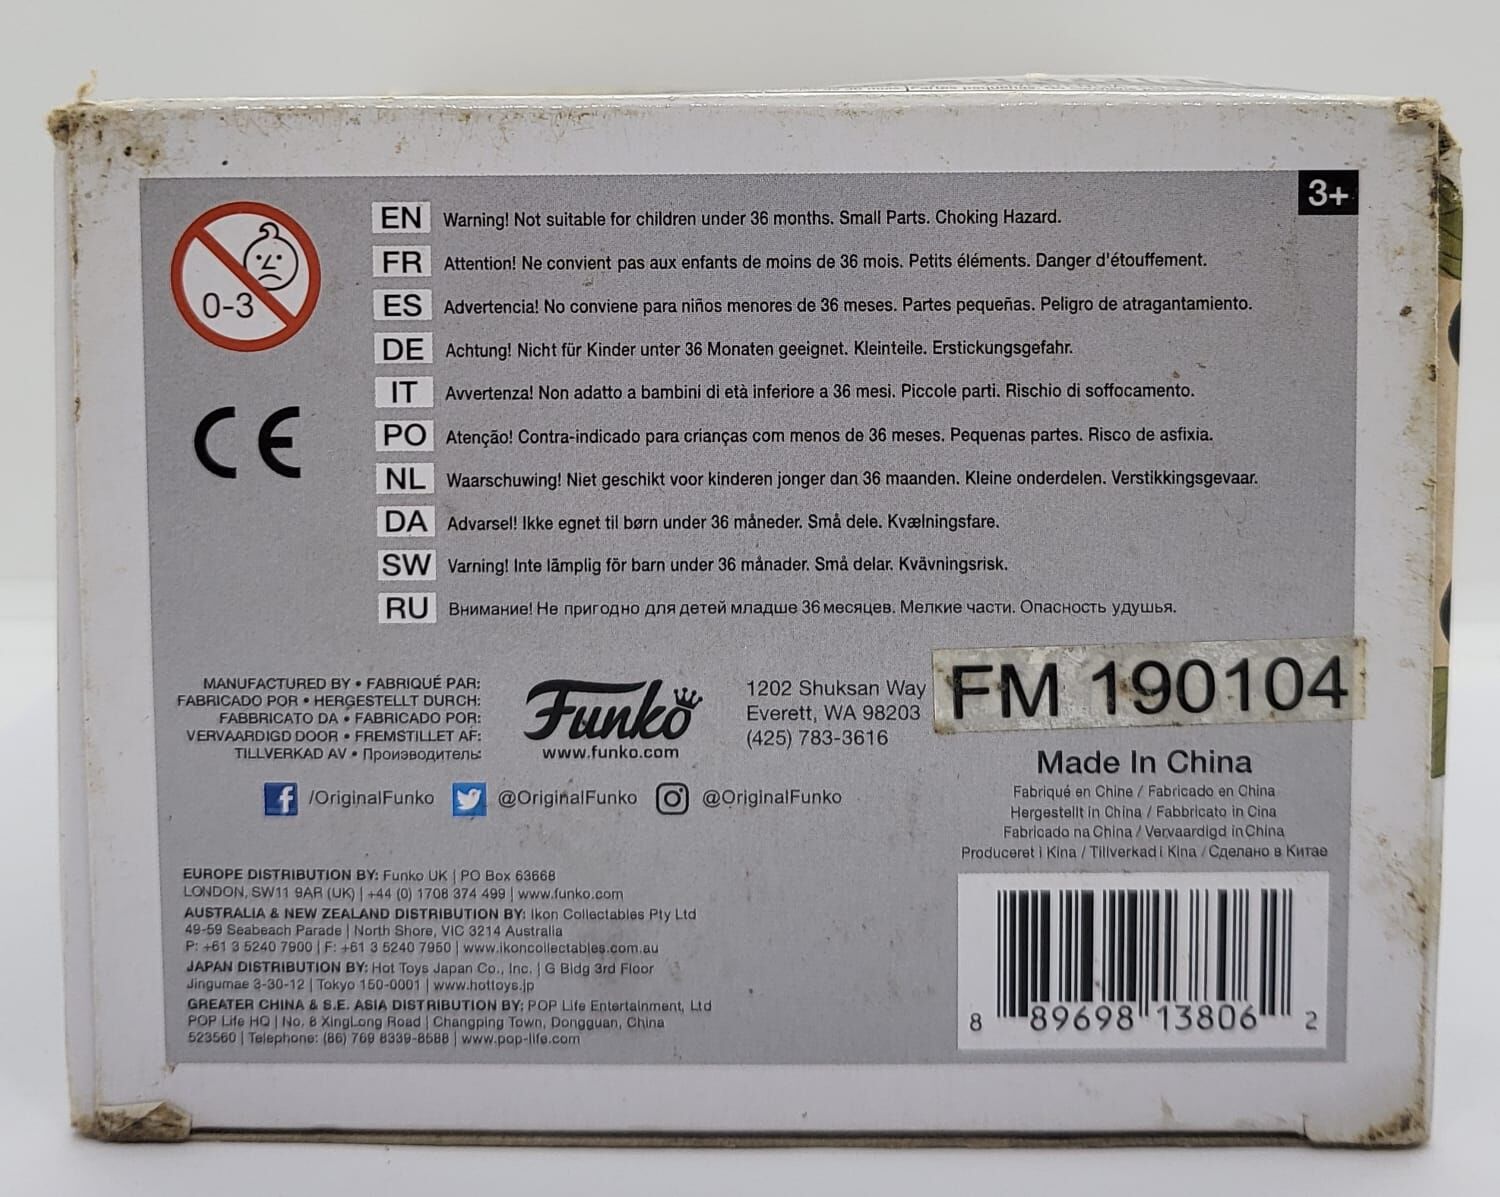 3+
0-3
CE
EN Warning! Not suitable for children under 36 months. Small Parts. Choking Hazard.
FR Attention! Ne convient pas aux enfants de moins de 36 mois. Petits éléments. Danger d'étouffement.
ES Advertencia! No conviene para niños menores de 36 meses. Partes pequeñas. Peligro de atragantamiento.
DE Achtung! Nicht für Kinder unter 36 Monaten geeignet. Kleinteile. Erstickungsgefahr.
IT Avvertenza! Non adatto a bambini di età inferiore a 36 mesi. Piccole parti. Rischio di soffocamento.
PO Atenção! Contra-indicado para crianças com menos de 36 meses. Pequenas partes. Risco de asfixia.
NL Waarschuwing! Niet geschikt voor kinderen jonger dan 36 maanden. Kleine onderdelen. Verstikkingsgevaar.
DA Advarsel! Ikke egnet til børn under 36 måneder. Små dele. Kvælningsfare.
SW Varning! Inte lämplig för barn under 36 månader. Små delar. Kvävningsrisk.
RU Внимание! Не пригодно для детей младше 36 месяцев. Мелкие части. Опасность удушья.
MANUFACTURED BY • FABRIQUÉ PAR:
FABRICADO POR • HERGESTELLT DURCH:
FABBRICATO DA • FABRICADO POR:
VERVAARDIGD DOOR • FREMSTILLET AF:
TILLVERKAD AV • Производитель:
Funko
www.funko.com
1202 Shuksan Way
Everett, WA 98203
(425) 783-3616
FM 190104
/OriginalFunko @OriginalFunko @OriginalFunko
Made In China
Fabriqué en Chine / Fabricado en China
Hergestellt in China / Fabbricato in Cina
Fabricado na China / Vervaardigd in China
Produceret i Kina / Tillverkad i Kina / Сделано в Китае
EUROPE DISTRIBUTION BY: Funko UK | PO Box 63668
LONDON, SW11 9AR (UK) | +44 (0) 1708 374 499 | www.funko.com
AUSTRALIA & NEW ZEALAND DISTRIBUTION BY: Ikon Collectables Pty Ltd
49-59 Seabeach Parade | North Shore, VIC 3214 Australia
P: +61 3 5240 7900 | F: +61 3 5240 7950 | www.ikoncollectables.com.au
JAPAN DISTRIBUTION BY: Hot Toys Japan Co., Inc. | G Bldg 3rd Floor
Jingumae 3-30-12 | Tokyo 150-0001 | www.hottoys.jp
GREATER CHINA & S.E. ASIA DISTRIBUTION BY: POP Life Entertainment, Ltd
POP Life HQ | No. 8 XingLong Road | Changping Town, Dongguan, China
523560 | Telephone: (86) 769 8339-8588 | www.pop-life.com
8 89698 13806 2